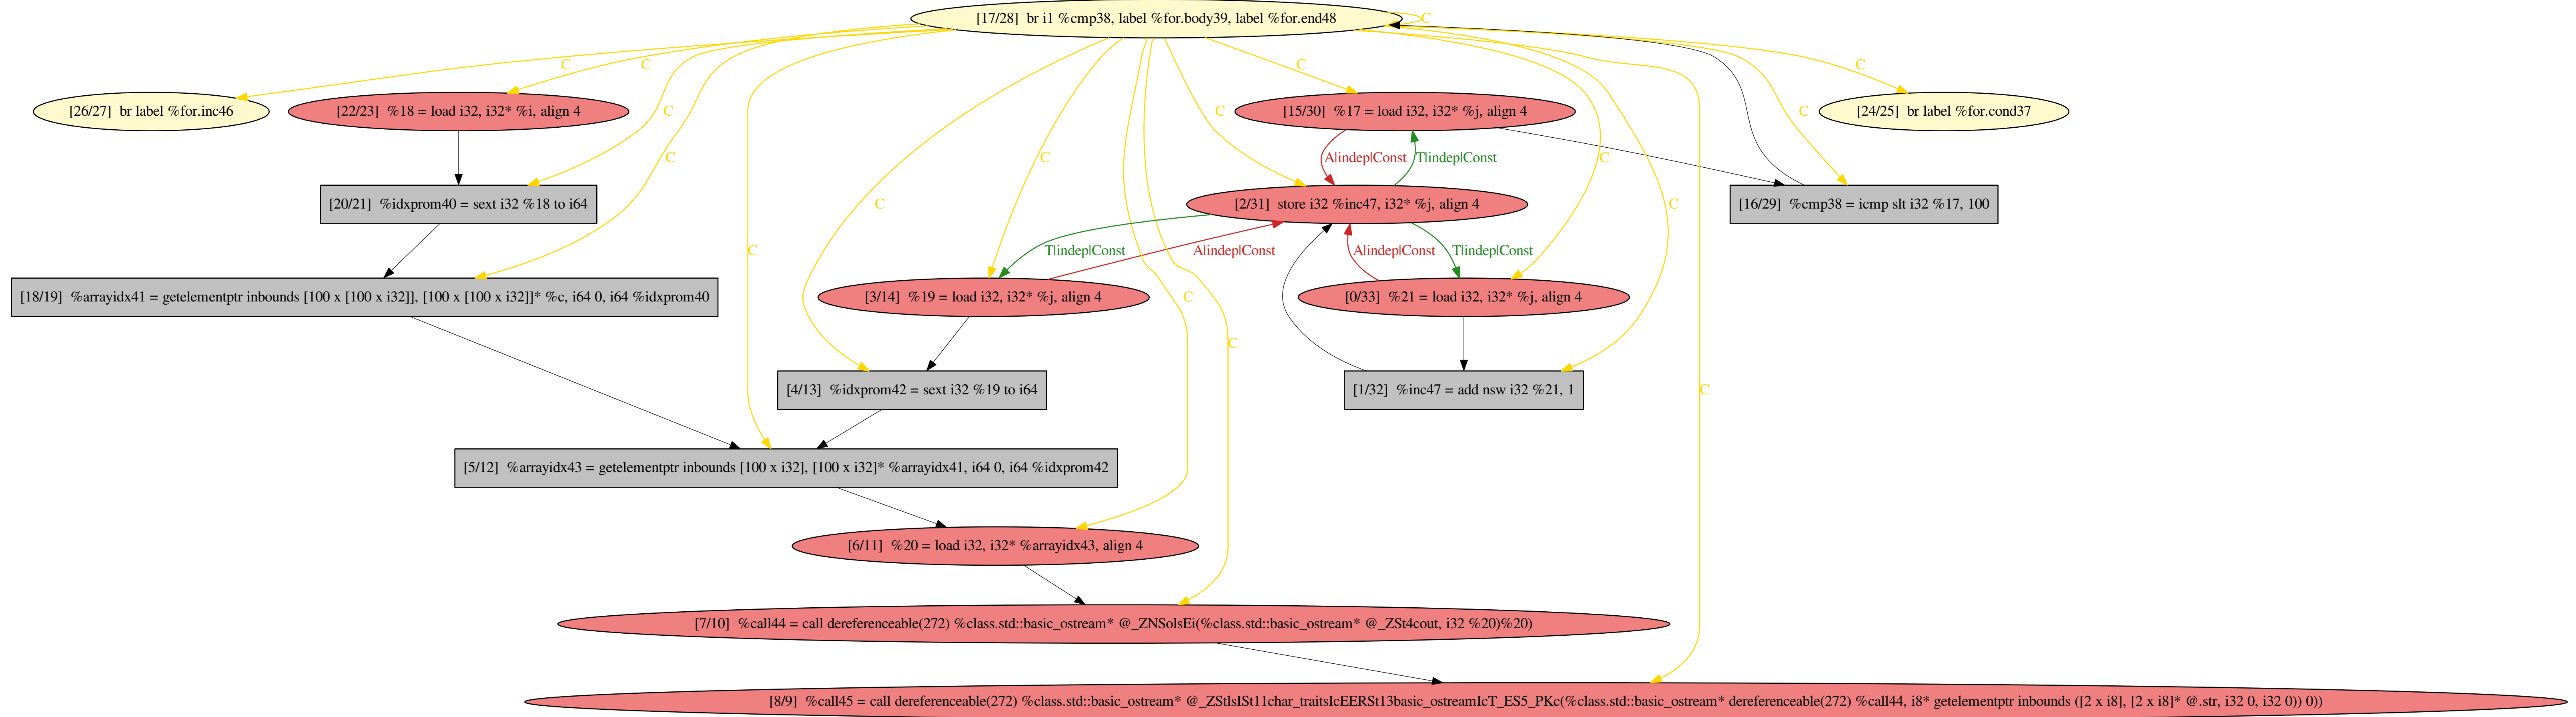 [17/28] br i1 %cmp38, label %for.body39, label %for.end48
C
C
C
C
C
[26/27] br label %for.inc46
[22/23] %18 = load i32, i32* %i, align 4
C
C
[15/30] %17 = load i32, i32* %j, align 4
C
[24/25] br label %for.cond37
C
C
A|indep|Const
T|indep|Const
C
[20/21] %idxprom40 = sext i32 %18 to i64
C
[2/31] store i32 %inc47, i32* %j, align 4
C
[16/29] %cmp38 = icmp slt i32 %17, 100
C
T|indep|Const
A|indep|Const
A|indep|Const
T|indep|Const
[18/19] %arrayidx41 = getelementptr inbounds [100 x [100 x i32]], [100 x [100 x i32]]* %c, i64 0, i64 %idxprom40
[3/14] %19 = load i32, i32* %j, align 4
C
[0/33] %21 = load i32, i32* %j, align 4
C
[4/13] %idxprom42 = sext i32 %19 to i64
[1/32] %inc47 = add nsw i32 %21, 1
C
[5/12] %arrayidx43 = getelementptr inbounds [100 x i32], [100 x i32]* %arrayidx41, i64 0, i64 %idxprom42
[6/11] %20 = load i32, i32* %arrayidx43, align 4
[7/10] %call44 = call dereferenceable(272) %class.std::basic_ostream* @_ZNSolsEi(%class.std::basic_ostream* @_ZSt4cout, i32 %20)%20)
[8/9] %call45 = call dereferenceable(272) %class.std::basic_ostream* @_ZStlsISt11char_traitsIcEERSt13basic_ostreamIcT_ES5_PKc(%class.std::basic_ostream* dereferenceable(272) %call44, i8* getelementptr inbounds ([2 x i8], [2 x i8]* @.str, i32 0, i32 0)) 0))